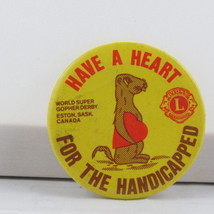 HAVE A HEART
WORLD SUPER
GOPHER DERBY
ESTON, SASK.
CANADA
L
FOR THE HANDICAPPED